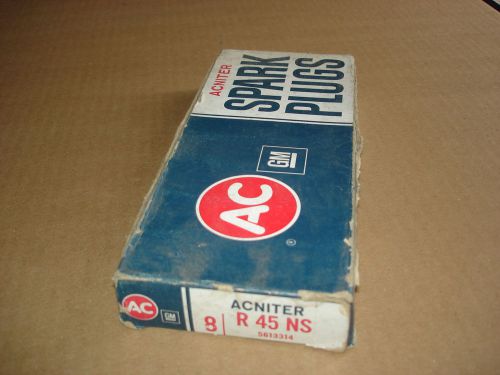 ACNITER
SPARK
PLUGS
GM
AC
®
AC
GM
8
ACNITER
R 45 NS
5613314